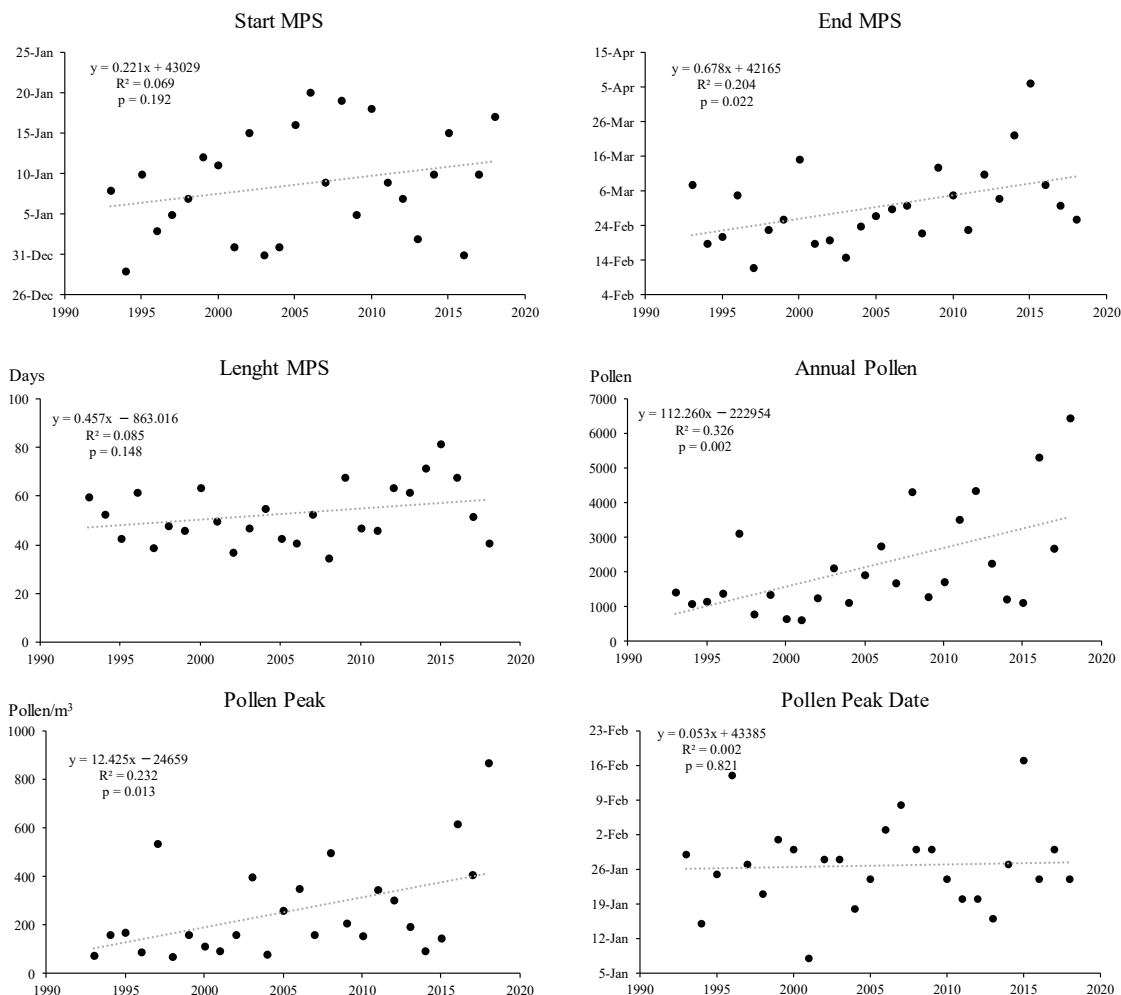 Start MPS
25-Jan
20-Jan
15-Jan
10-Jan
5-Jan
31-Dec
26-Dec
y = 0.221x + 43029
R² = 0.069
p = 0.192
1990 1995 2000 2005 2010 2015 2020
End MPS
15-Apr
5-Apr
26-Mar
16-Mar
6-Mar
24-Feb
14-Feb
4-Feb
y = 0.678x + 42165
R² = 0.204
p = 0.022
1990 1995 2000 2005 2010 2015 2020
Lenght MPS
Days
100
80
60
40
20
0
y = 0.457x − 863.016
R² = 0.085
p = 0.148
1990 1995 2000 2005 2010 2015 2020
Annual Pollen
Pollen
7000
6000
5000
4000
3000
2000
1000
0
y = 112.260x − 222954
R² = 0.326
p = 0.002
1990 1995 2000 2005 2010 2015 2020
Pollen Peak
Pollen/m³
1000
800
600
400
200
0
y = 12.425x − 24659
R² = 0.232
p = 0.013
1990 1995 2000 2005 2010 2015 2020
Pollen Peak Date
23-Feb
16-Feb
9-Feb
2-Feb
26-Jan
19-Jan
12-Jan
5-Jan
y = 0.053x + 43385
R² = 0.002
p = 0.821
1990 1995 2000 2005 2010 2015 2020